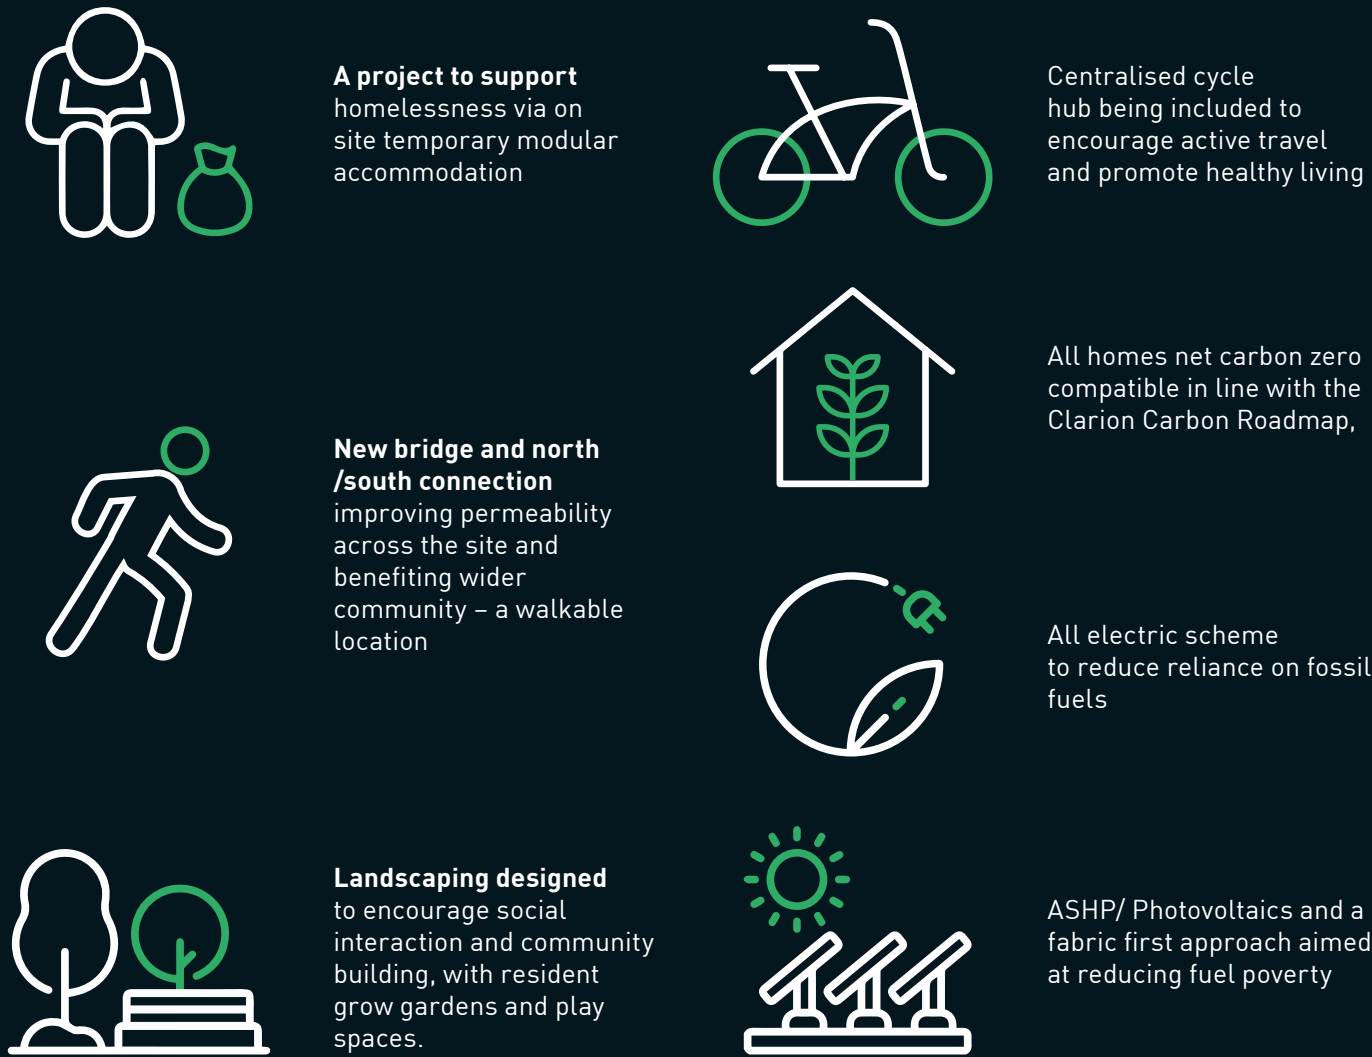 A project to support
homelessness via on
site temporary modular
accommodation
New bridge and north
/south connection
improving permeability
across the site and
benefiting wider
community – a walkable
location
Landscaping designed
to encourage social
interaction and community
building, with resident
grow gardens and play
spaces.
Centralised cycle
hub being included to
encourage active travel
and promote healthy living
All homes net carbon zero
compatible in line with the
Clarion Carbon Roadmap,
All electric scheme
to reduce reliance on fossil
fuels
ASHP/ Photovoltaics and a
fabric first approach aimed
at reducing fuel poverty